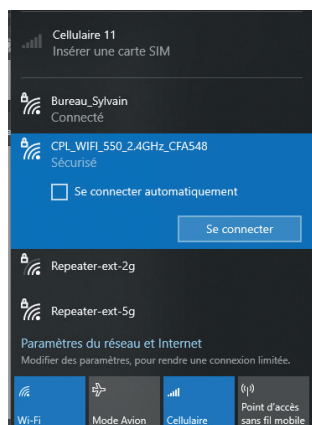 Cellulaire 11
Insérer une carte SIM
Bureau_Sylvain
Connecté
CPL_WIFI_550_2.4GHz_CFA548
Sécurisé
Se connecter automatiquement
Se connecter
Repeater-ext-2g
Repeater-ext-5g
Paramètres du réseau et Internet
Modifier des paramètres, pour rendre une connexion limitée.
Wi-Fi
Mode Avion
Cellulaire
Point d'accès
sans fil mobile